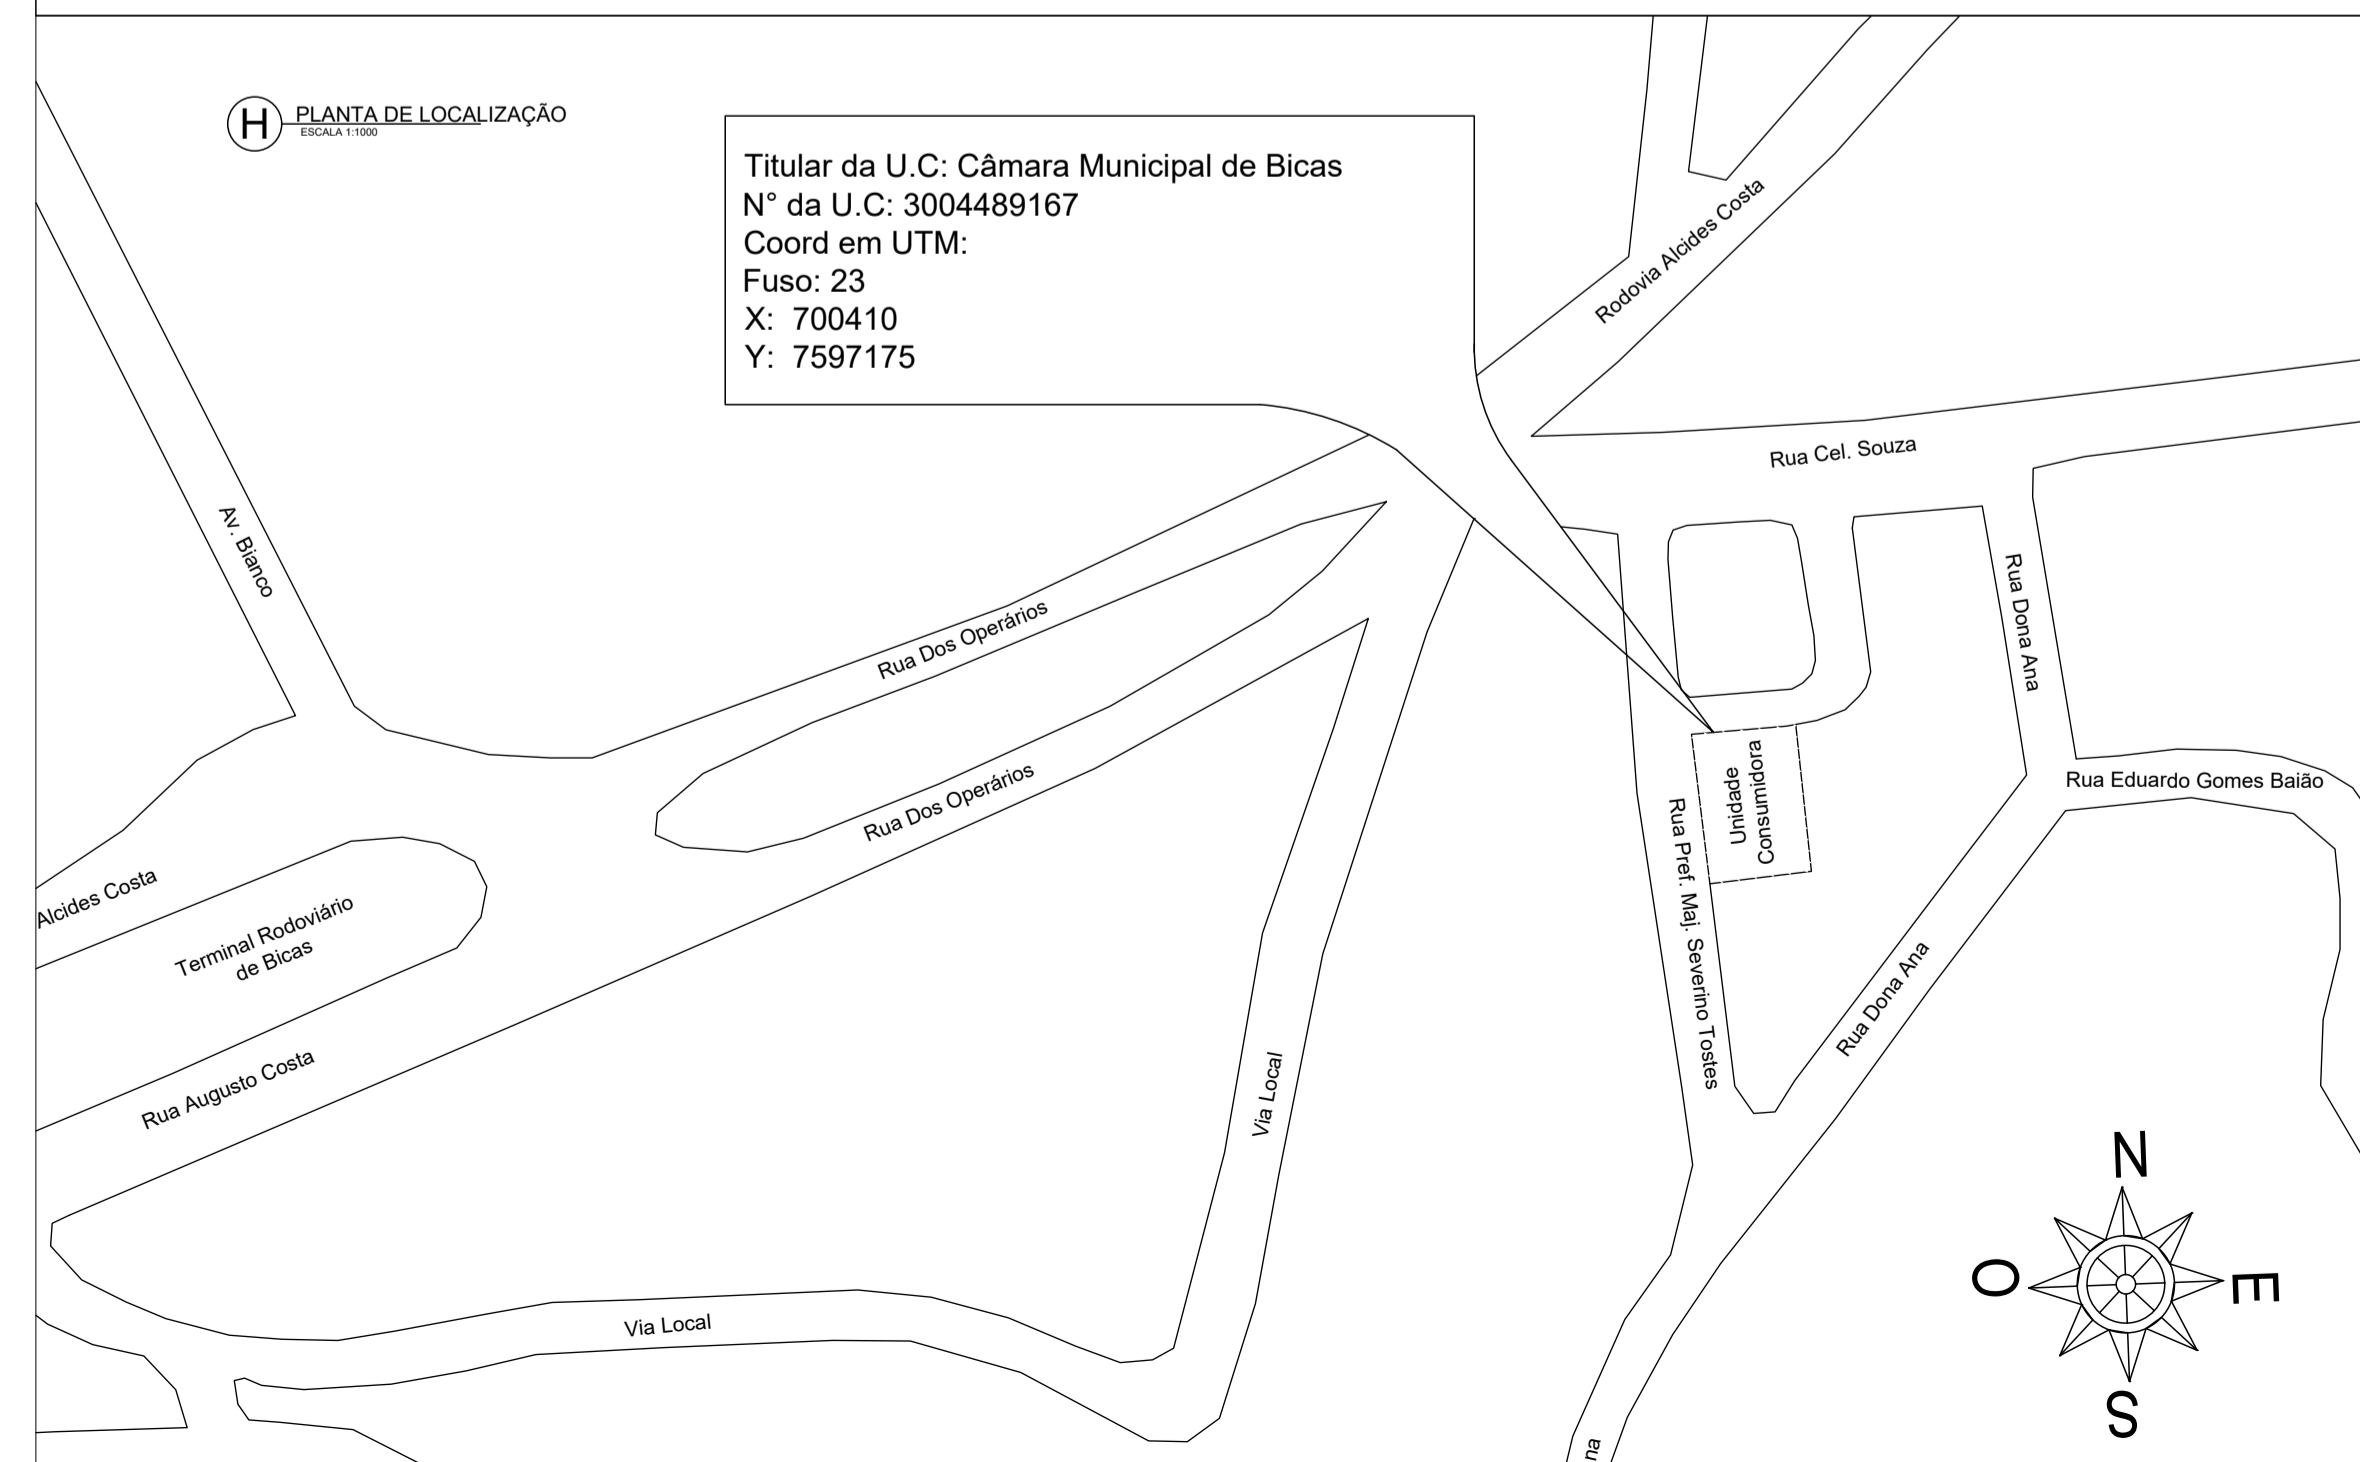 H
PLANTA DE LOCALIZAÇÃO
ESCALA 1:1000
Titular da U.C: Câmara Municipal de Bicas
N° da U.C: 3004489167
Coord em UTM:
Fuso: 23
X: 700410
Y: 7597175
Rodovia Alcides Costa
Rua Cel. Souza
Av. Bianco
Rua Dona Ana
Rua Dos Operários
Rua Dos Operários
Unidade
Consumidora
Rua Eduardo Gomes Baião
Rua Pref. Maj. Severino Tostes
Alcides Costa
Terminal Rodoviário
de Bicas
Rua Dona Ana
Rua Augusto Costa
Via Local
Via Local
N
O
E
S
na